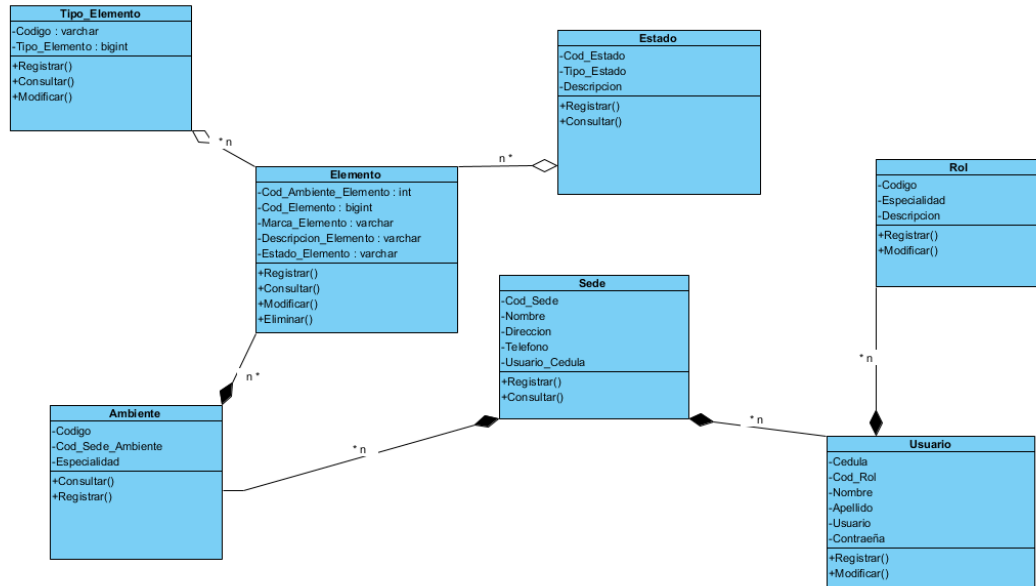 Tipo_Elemento
-Codigo : varchar
-Tipo_Elemento : bigint
+Registrar()
+Consultar()
+Modificar()
* n
Estado
-Cod_Estado
-Tipo_Estado
-Descripcion
+Registrar()
+Consultar()
n *
Elemento
-Cod_Ambiente_Elemento : int
-Cod_Elemento : bigint
-Marca_Elemento : varchar
-Descripcion_Elemento : varchar
-Estado_Elemento : varchar
+Registrar()
+Consultar()
+Modificar()
+Eliminar()
n *
Rol
-Codigo
-Especialidad
-Descripcion
+Registrar()
+Modificar()
* n
Sede
-Cod_Sede
-Nombre
-Direccion
-Telefono
-Usuario_Cedula
+Registrar()
+Consultar()
* n
* n
Ambiente
-Codigo
-Cod_Sede_Ambiente
-Especialidad
+Consultar()
+Registrar()
Usuario
-Cedula
-Cod_Rol
-Nombre
-Apellido
-Usuario
-Contraeña
+Registrar()
+Modificar()